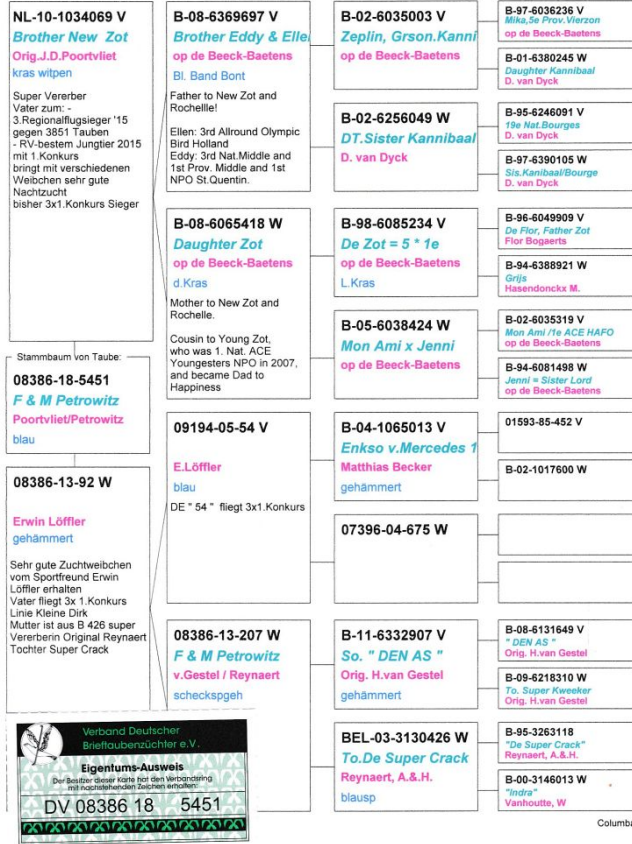 NL-10-1034069 V
Brother New Zot
Orig.J.D.Poortvliet
kras witpen
Super Vererber
Vater zum: -
3.Regionalflugsieger '15
gegen 3851 Tauben
- RV-bestem Jungtier 2015
mit 1.Konkurs
bringt mit verschiedenen
Weibchen sehr gute
Nachtzucht
bisher 3x1.Konkurs Sieger
Stammbaum von Taube:
08386-18-5451
F & M Petrowitz
Poortvliet/Petrowitz
blau
08386-13-92 W
Erwin Löffler
gehämmert
Sehr gute Zuchtweibchen
vom Sportfreund Erwin
Löffler erhalten
Vater fliegt 3x 1.Konkurs
Linie Kleine Dirk
Mutter ist aus B 426 super
Vererberin Original Reynaert
Tochter Super Crack
B-08-6369697 V
Brother Eddy & Elle
op de Beeck-Baetens
Bl. Band Bont
Father to New Zot and
Rochellle!
Ellen: 3rd Allround Olympic
Bird Holland
Eddy: 3rd Nat.Middle and
1st Prov. Middle and 1st
NPO St.Quentin.
B-08-6065418 W
Daughter Zot
op de Beeck-Baetens
d.Kras
Mother to New Zot and
Rochelle.
Cousin to Young Zot,
who was 1. Nat. ACE
Youngesters NPO in 2007,
and became Dad to
Happiness
09194-05-54 V
E.Löffler
blau
DE " 54 " fliegt 3x1.Konkurs
08386-13-207 W
F & M Petrowitz
v.Gestel / Reynaert
scheckspgeh
B-02-6035003 V
Zeplin, Grson.Kanni
op de Beeck-Baetens
B-02-6256049 W
DT.Sister Kannibaal
D. van Dyck
B-98-6085234 V
De Zot = 5 * 1e
op de Beeck-Baetens
L.Kras
B-05-6038424 W
Mon Ami x Jenni
op de Beeck-Baetens
B-04-1065013 V
Enkso v.Mercedes 1
Matthias Becker
gehämmert
07396-04-675 W
B-11-6332907 V
So. " DEN AS "
Orig. H.van Gestel
gehämmert
BEL-03-3130426 W
To.De Super Crack
Reynaert, A.&.H.
blausp
B-97-6036236 V
Mika,5e Prov.Vierzon
op de Beeck-Baetens
B-01-6380245 W
Daughter Kannibaal
D. van Dyck
B-95-6246091 V
19e Nat.Bourges
D. van Dyck
B-97-6390105 W
Sis.Kanibaal/Bourge
D. van Dyck
B-96-6049909 V
De Flor, Father Zot
Flor Bogaerts
B-94-6388921 W
Grijs
Hasendonckx M.
B-02-6035319 V
Mon Ami /1e ACE HAFO
op de Beeck-Baetens
B-94-6081498 W
Jenni = Sister Lord
op de Beeck-Baetens
01593-85-452 V
B-02-1017600 W
B-08-6131649 V
" DEN AS "
Orig. H.van Gestel
B-09-6218310 W
To. Super Kweeker
Orig. H.van Gestel
B-95-3263118
"De Super Crack"
Reynaert, A.&.H.
B-00-3146013 W
"Indra"
Vanhoutte, W
Verband Deutscher
Brieftaubenzüchter e.V.
Eigentums-Ausweis
Der Besitzer dieser Karte hat den Verbandsring
mit nachstehenden Zeichen erhalten:
DV 08386 18 5451
Columba